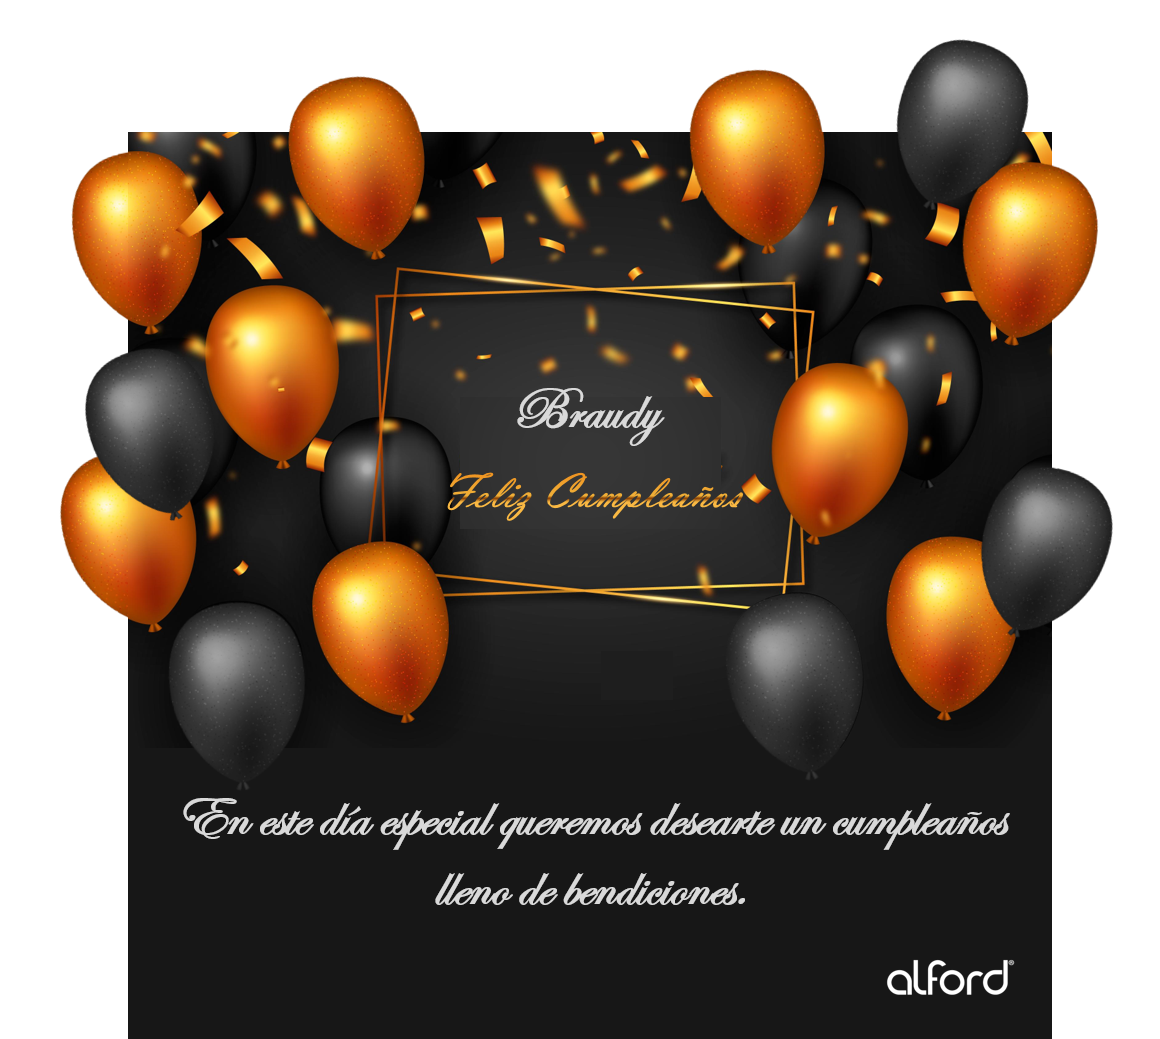 Braudy
Feliz Cumpleaños
En este día especial queremos desearte un cumpleaños
lleno de bendiciones.
alford®